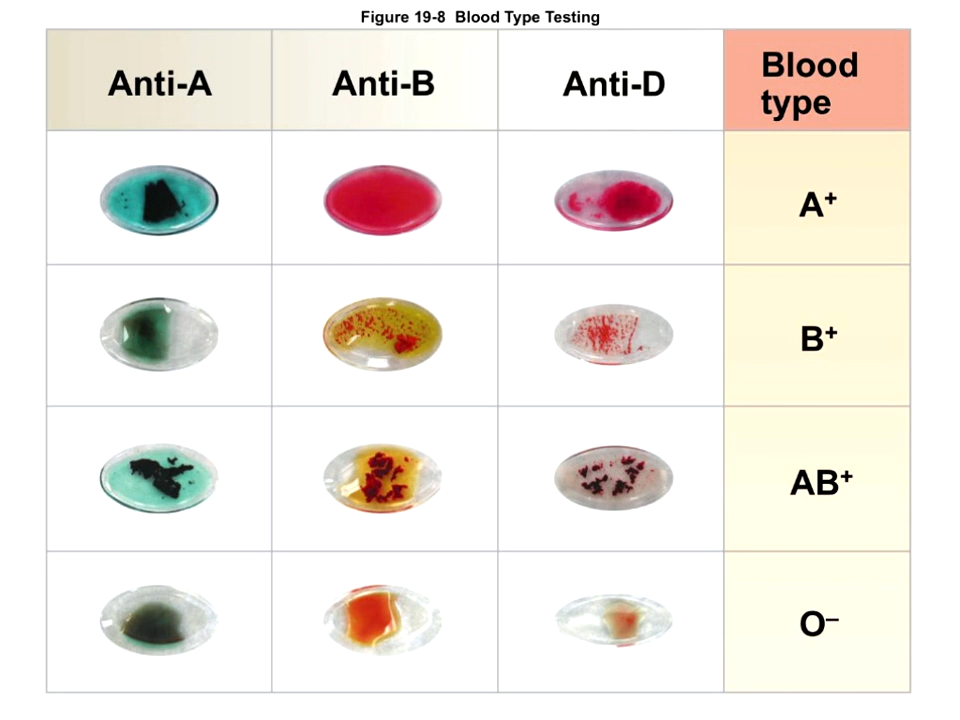 Figure 19-8  Blood Type Testing
Anti-A
Anti-B
Anti-D
Blood
type
A⁺
B⁺
AB⁺
O⁻